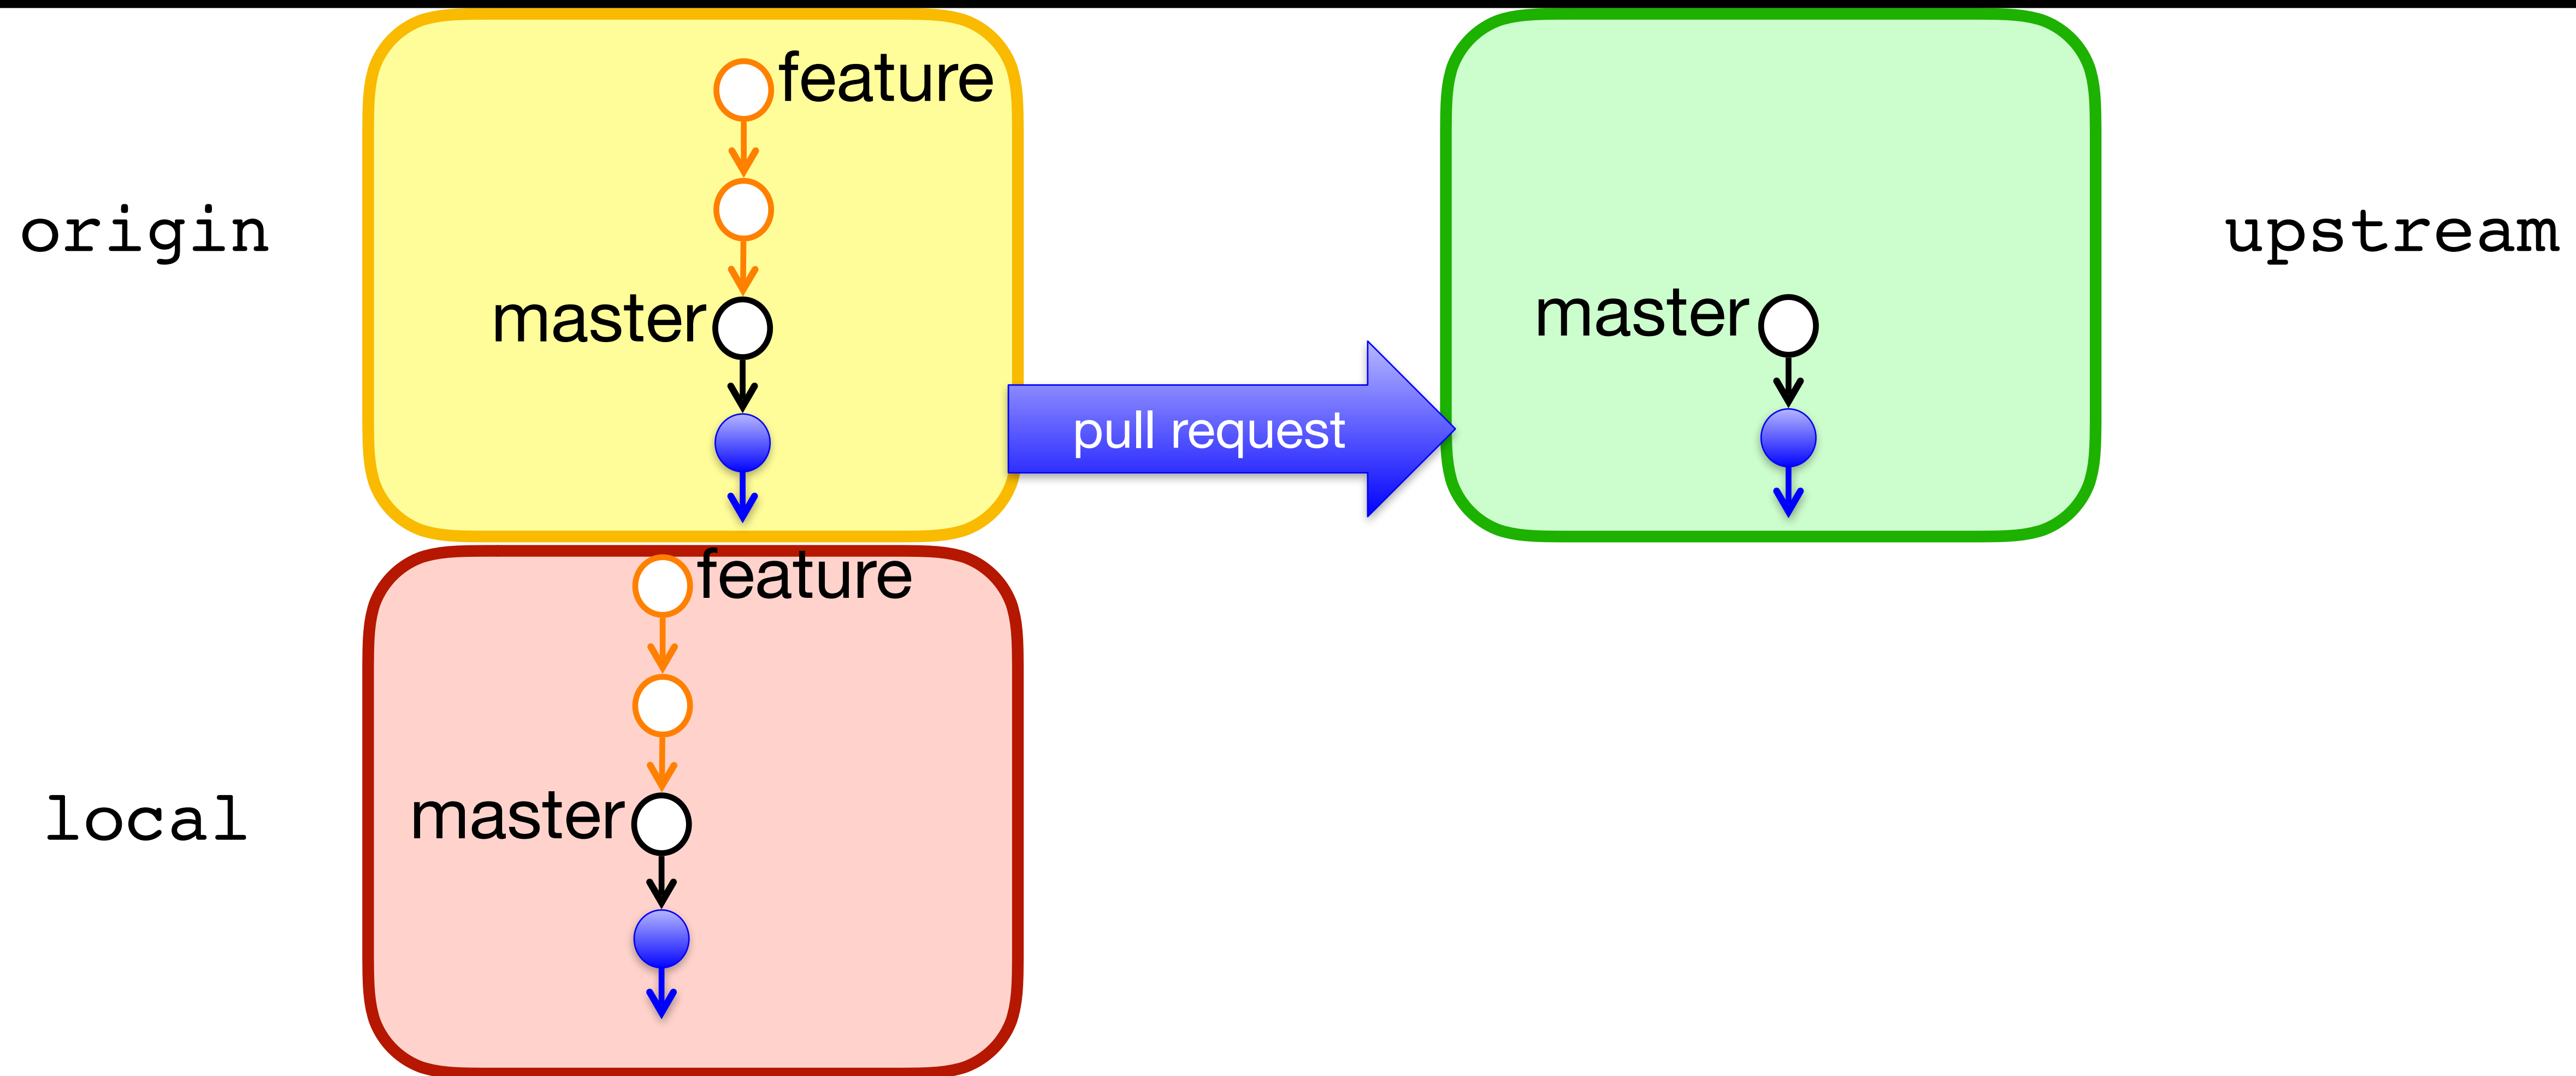 feature
origin
master
pull request
master
upstream
feature
local
master